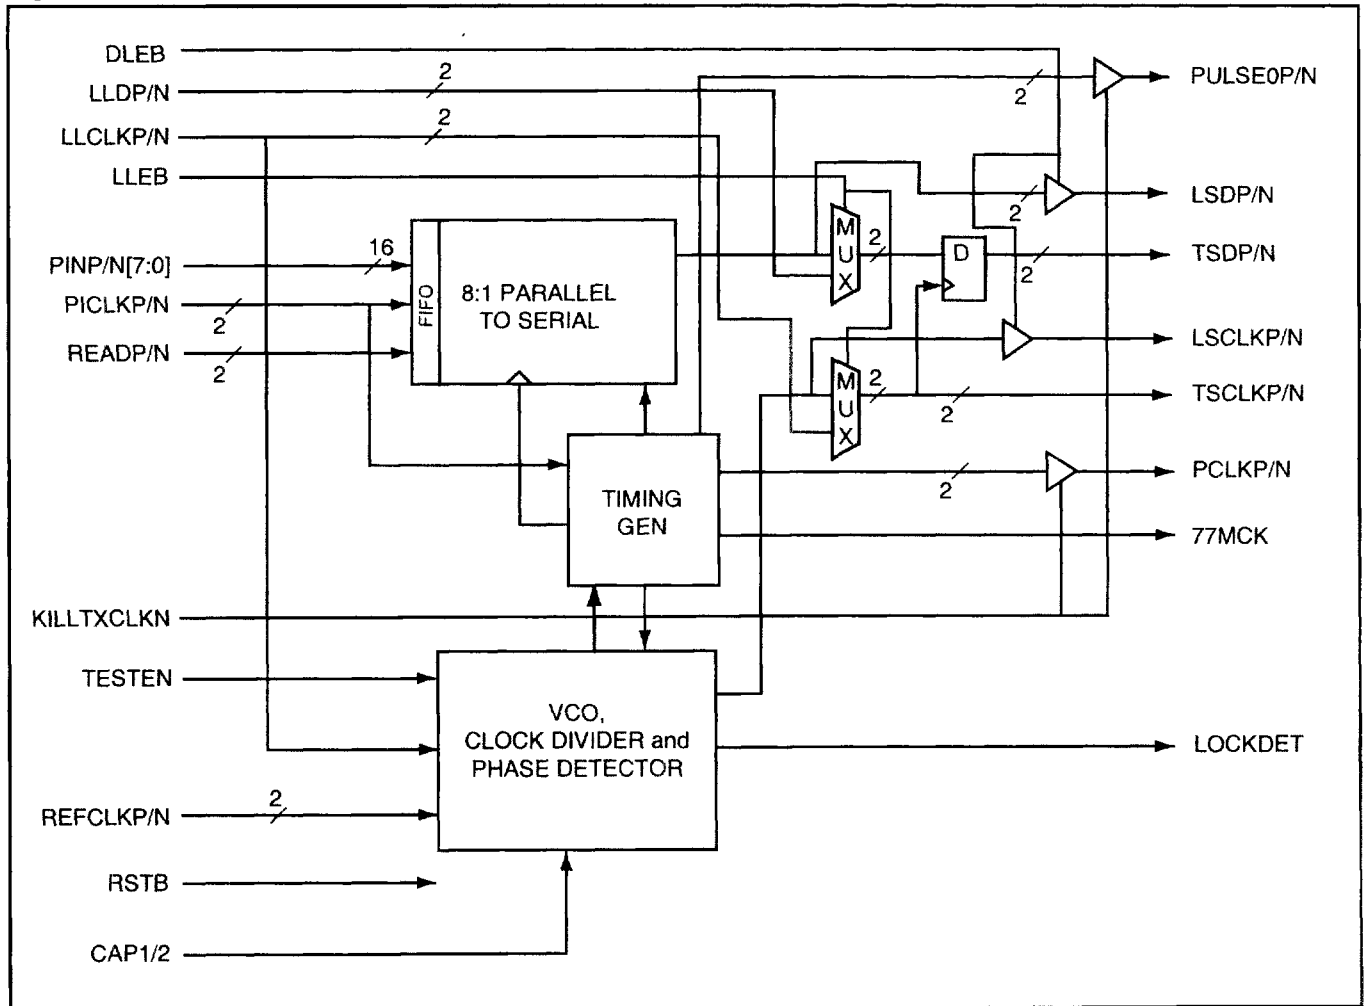 DLEB
LLDP/N
2
LLCLKP/N
2
LLEB
PINP/N[7:0]
16
PICLKP/N
2
READP/N
2
FIFO
8:1 PARALLEL
TO SERIAL
MUX
2
D
MUX
2
2
PULSE0P/N
2
LSDP/N
2
TSDP/N
LSCLKP/N
2
TSCLKP/N
2
PCLKP/N
TIMING
GEN
77MCK
KILLTXCLKN
TESTEN
VCO,
CLOCK DIVIDER and
PHASE DETECTOR
LOCKDET
REFCLKP/N
2
RSTB
CAP1/2